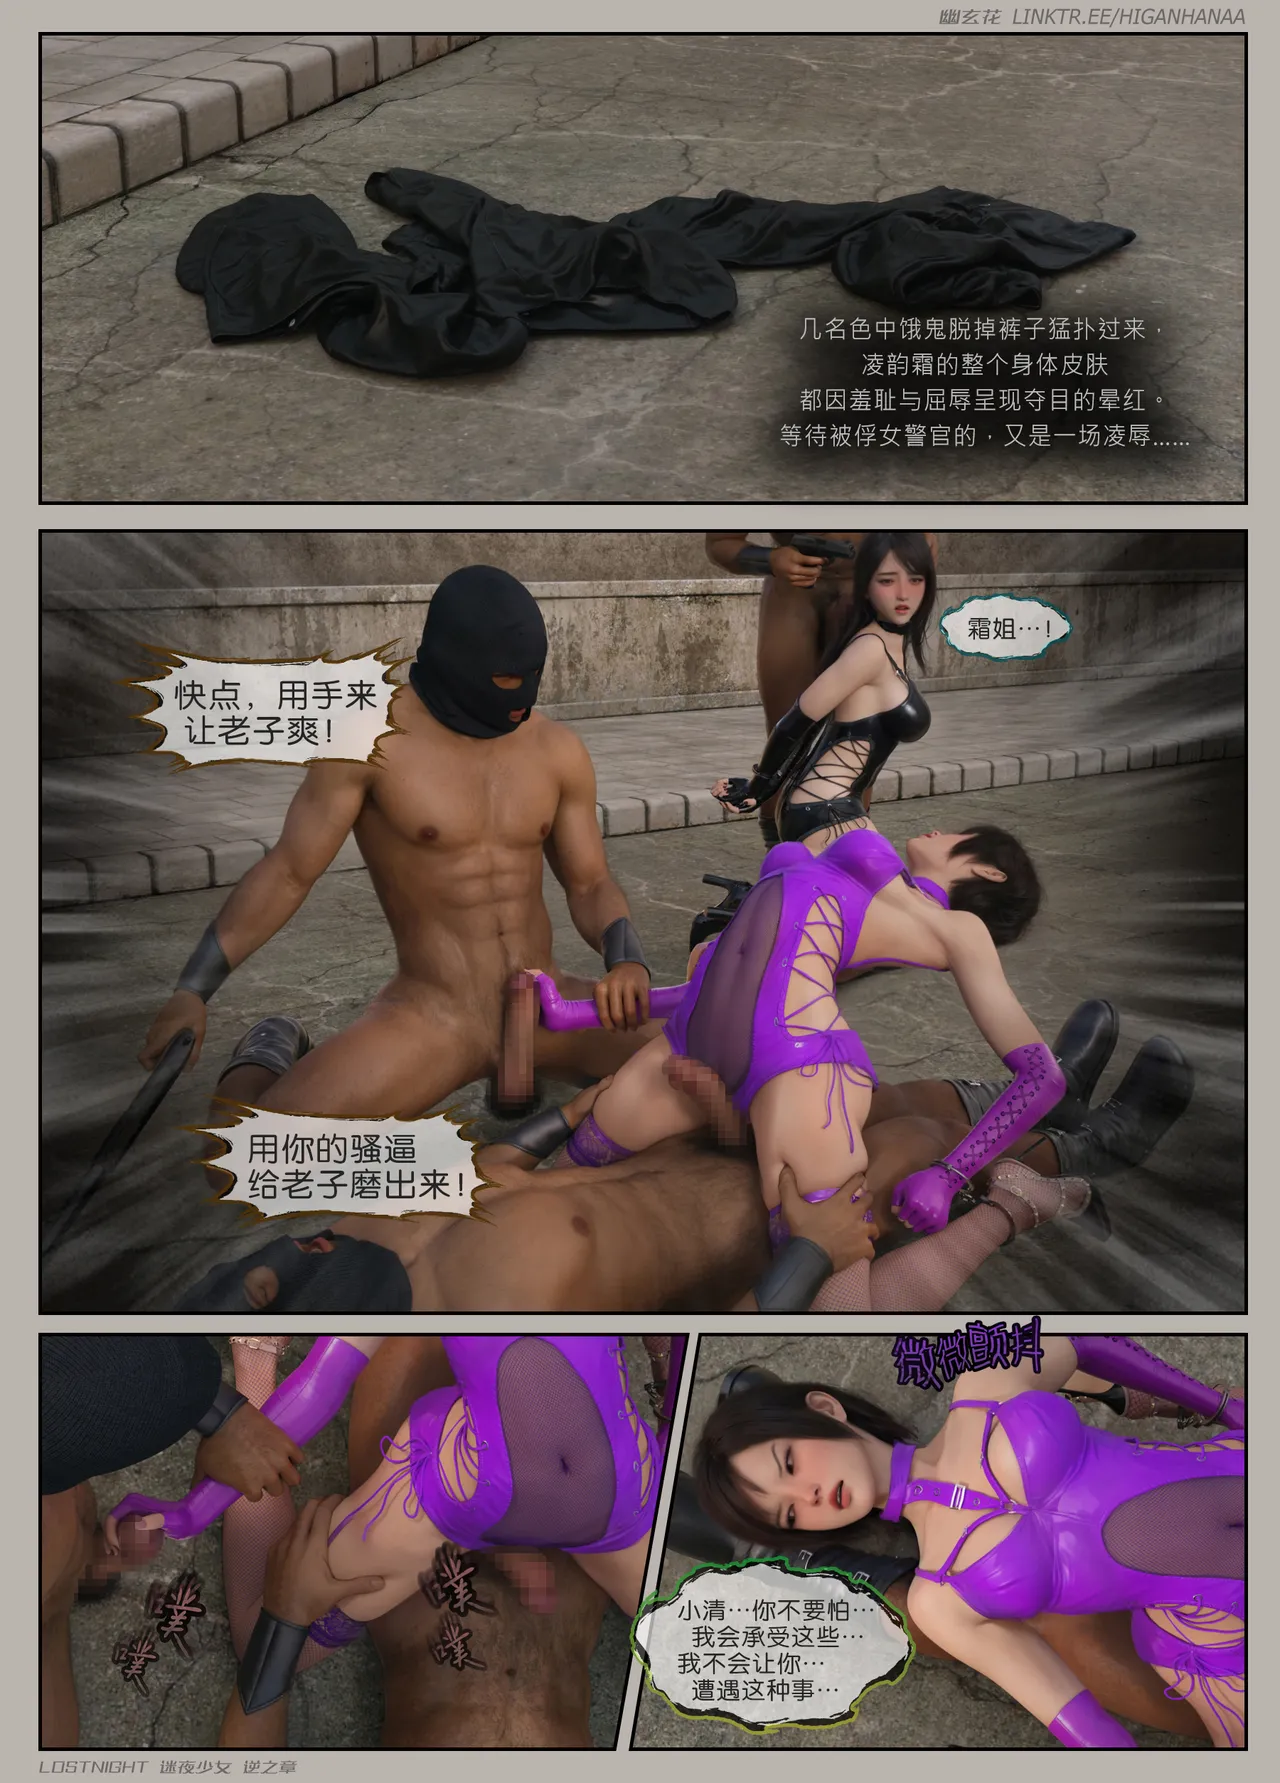 幽玄花 LINKTR.EE/HIGANHANAA
几名色中饿鬼脱掉裤子猛扑过来，
凌韵霜的整个身体皮肤
都因羞耻与屈辱呈现夺目的晕红。
等待被俘女警官的，又是一场凌辱……
霜姐…！
快点，用手来
让老子爽！
用你的骚逼
给老子磨出来！
噗噗
噗噗
噗
噗
微微颤抖
小清…你不要怕…
我会承受这些…
我不会让你…
遭遇这种事…
LOSTNIGHT 迷夜少女 逆之章